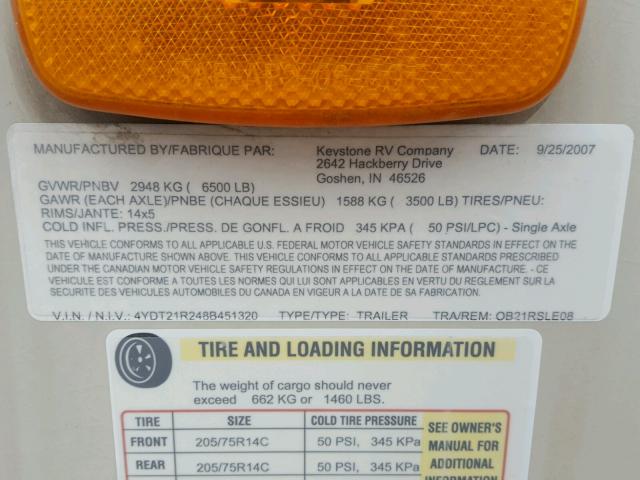 MANUFACTURED BY/FABRIQUE PAR: Keystone RV Company DATE: 9/25/2007
2642 Hackberry Drive
Goshen, IN 46526
GVWR/PNBV 2948 KG ( 6500 LB)
GAWR (EACH AXLE)/PNBE (CHAQUE ESSIEU) 1588 KG ( 3500 LB) TIRES/PNEU:
RIMS/JANTE: 14x5
COLD INFL. PRESS./PRESS. DE GONFL. A FROID 345 KPA ( 50 PSI/LPC) - Single Axle
THIS VEHICLE CONFORMS TO ALL APPLICABLE U.S. FEDERAL MOTOR VEHICLE SAFETY STANDARDS IN EFFECT ON THE
DATE OF MANUFACTURE SHOWN ABOVE. THIS VEHICLE CONFORMS TO ALL APPLICABLE STANDARDS PRESCRIBED
UNDER THE CANADIAN MOTOR VEHICLE SAFETY REGULATIONS IN EFFECT ON THE DATE OF MANUFACTURE. - CE
VEHICULE EST CONFORME A TOUTES LES NORMES QUI LUI SONT APPLICABLES EN VERTU DU REGLEMENT SUR LA
SECURITE DES VEHICULES AUTOMOBILES DU CANADA EN VIGEUR A LA DATE DE SA FABRICATION.
V.I.N. / N.I.V.: 4YDT21R248B451320 TYPE/TYPE: TRAILER TRA/REM: OB21RSLE08
TIRE AND LOADING INFORMATION
The weight of cargo should never
exceed 662 KG or 1460 LBS.
TIRE SIZE COLD TIRE PRESSURE
FRONT 205/75R14C 50 PSI, 345 KPa
REAR 205/75R14C 50 PSI, 345 KPa
SEE OWNER'S
MANUAL FOR
ADDITIONAL